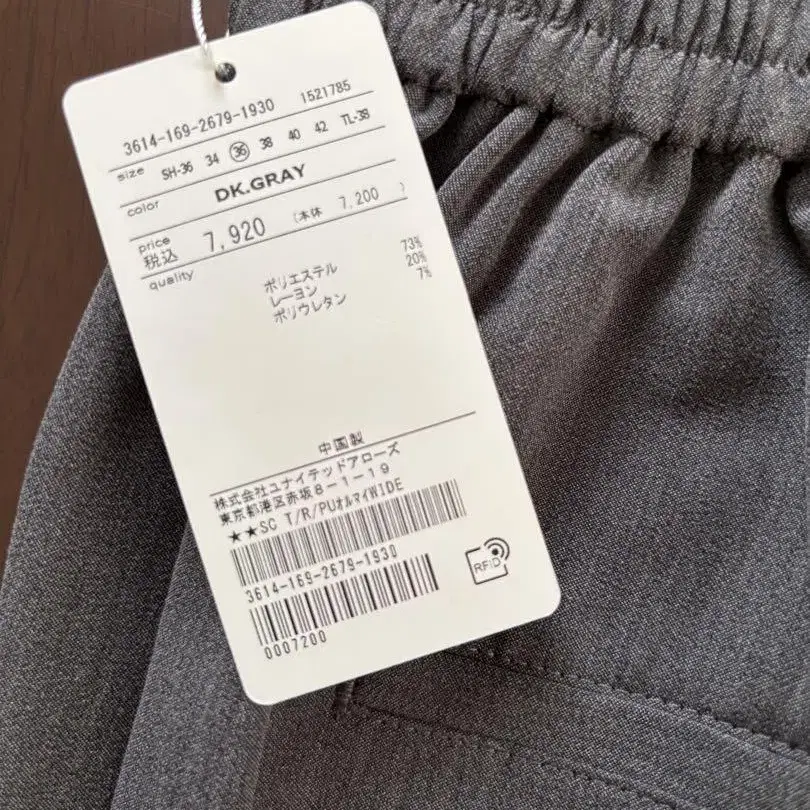 3614-169-2679-1930 1521785
size SH-36 34 36 38 40 42 TL-38
color DK.GRAY
price
税込 7,920 (本体 7,200 )
quality
ポリエステル 73%
レーヨン 20%
ポリウレタン 7%
中国製
株式会社ユナイテッドアローズ
東京都港区赤坂8-1-19
★★SC T/R/PUオルマイWIDE
3614-169-2679-1930
0007200
RFID